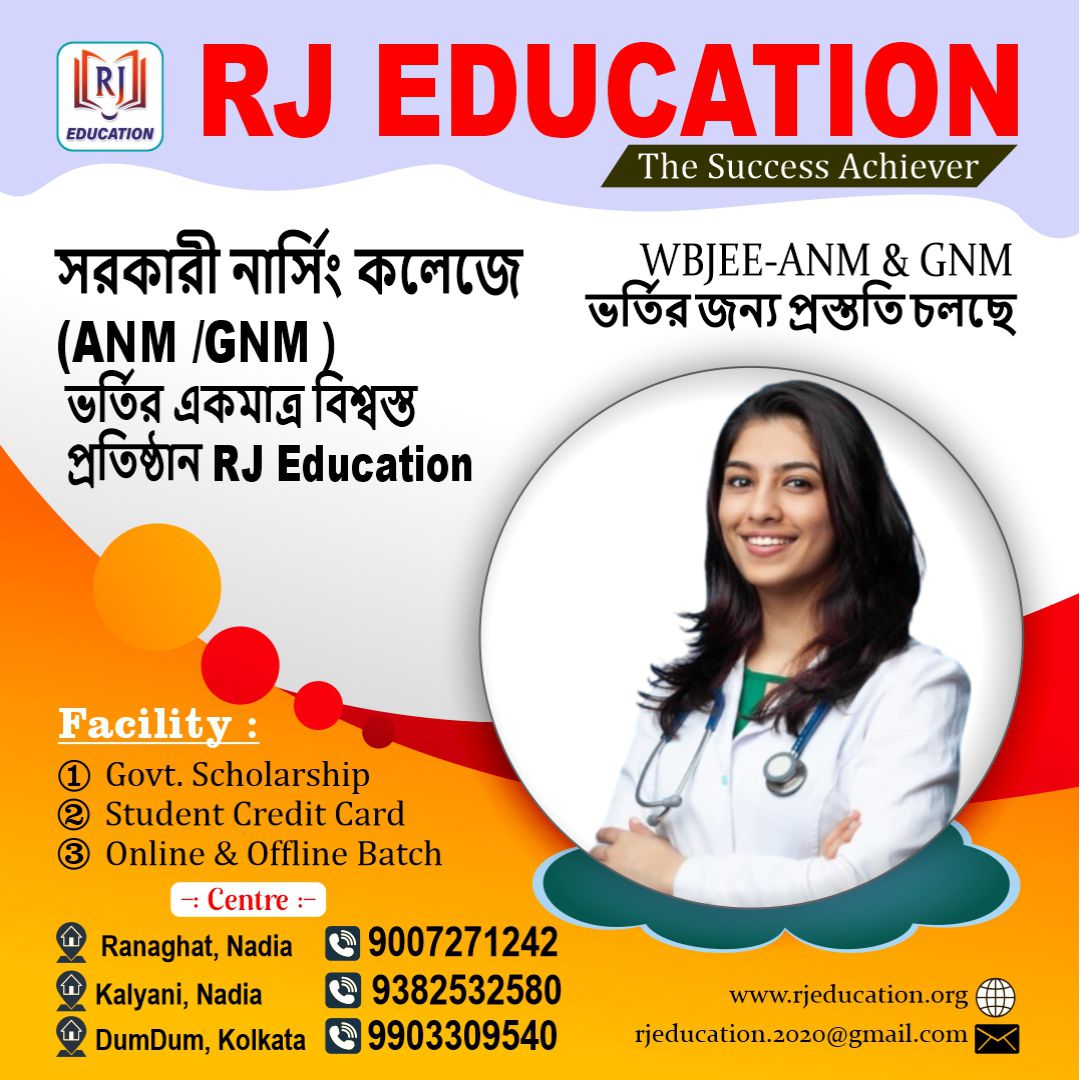 RJ
EDUCATION
RJ EDUCATION
The Success Achiever
সরকারী নার্সিং কলেজে
(ANM /GNM )
ভর্তির একমাত্র বিশ্বস্ত
প্রতিষ্ঠান RJ Education
WBJEE-ANM & GNM
ভর্তির জন্য প্রস্তুতি চলছে
Facility :
① Govt. Scholarship
② Student Credit Card
③ Online & Offline Batch
-: Centre :-
Ranaghat, Nadia 9007271242
Kalyani, Nadia 9382532580
DumDum, Kolkata 9903309540
www.rjeducation.org
rjeducation.2020@gmail.com